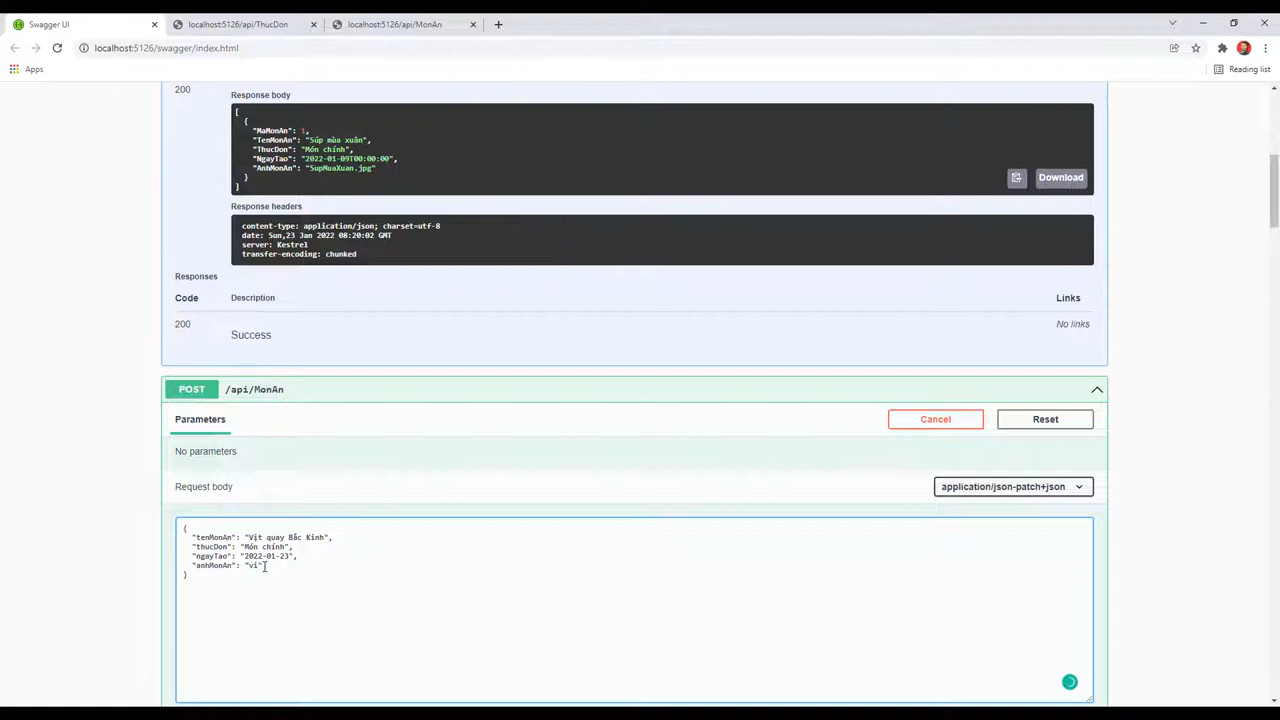 Swagger UI
localhost:5126/api/ThucDon
localhost:5126/api/MonAn
localhost:5126/swagger/index.html
Apps
Reading list
200
Response body
[
{
"MaMonAn": 1,
"TenMonAn": "Súp mùa xuân",
"ThucDon": "Món chính",
"NgayTao": "2022-01-09T00:00:00",
"AnhMonAn": "SupMuaXuan.jpg"
}
]
Download
Response headers
content-type: application/json; charset=utf-8
date: Sun,23 Jan 2022 08:20:02 GMT
server: Kestrel
transfer-encoding: chunked
Responses
Code Description Links
200 Success No links
POST /api/MonAn
Parameters Cancel Reset
No parameters
Request body application/json-patch+json
{
"tenMonAn": "Vịt quay Bắc Kinh",
"thucDon": "Món chính",
"ngayTao": "2022-01-23",
"anhMonAn": "vi"
}